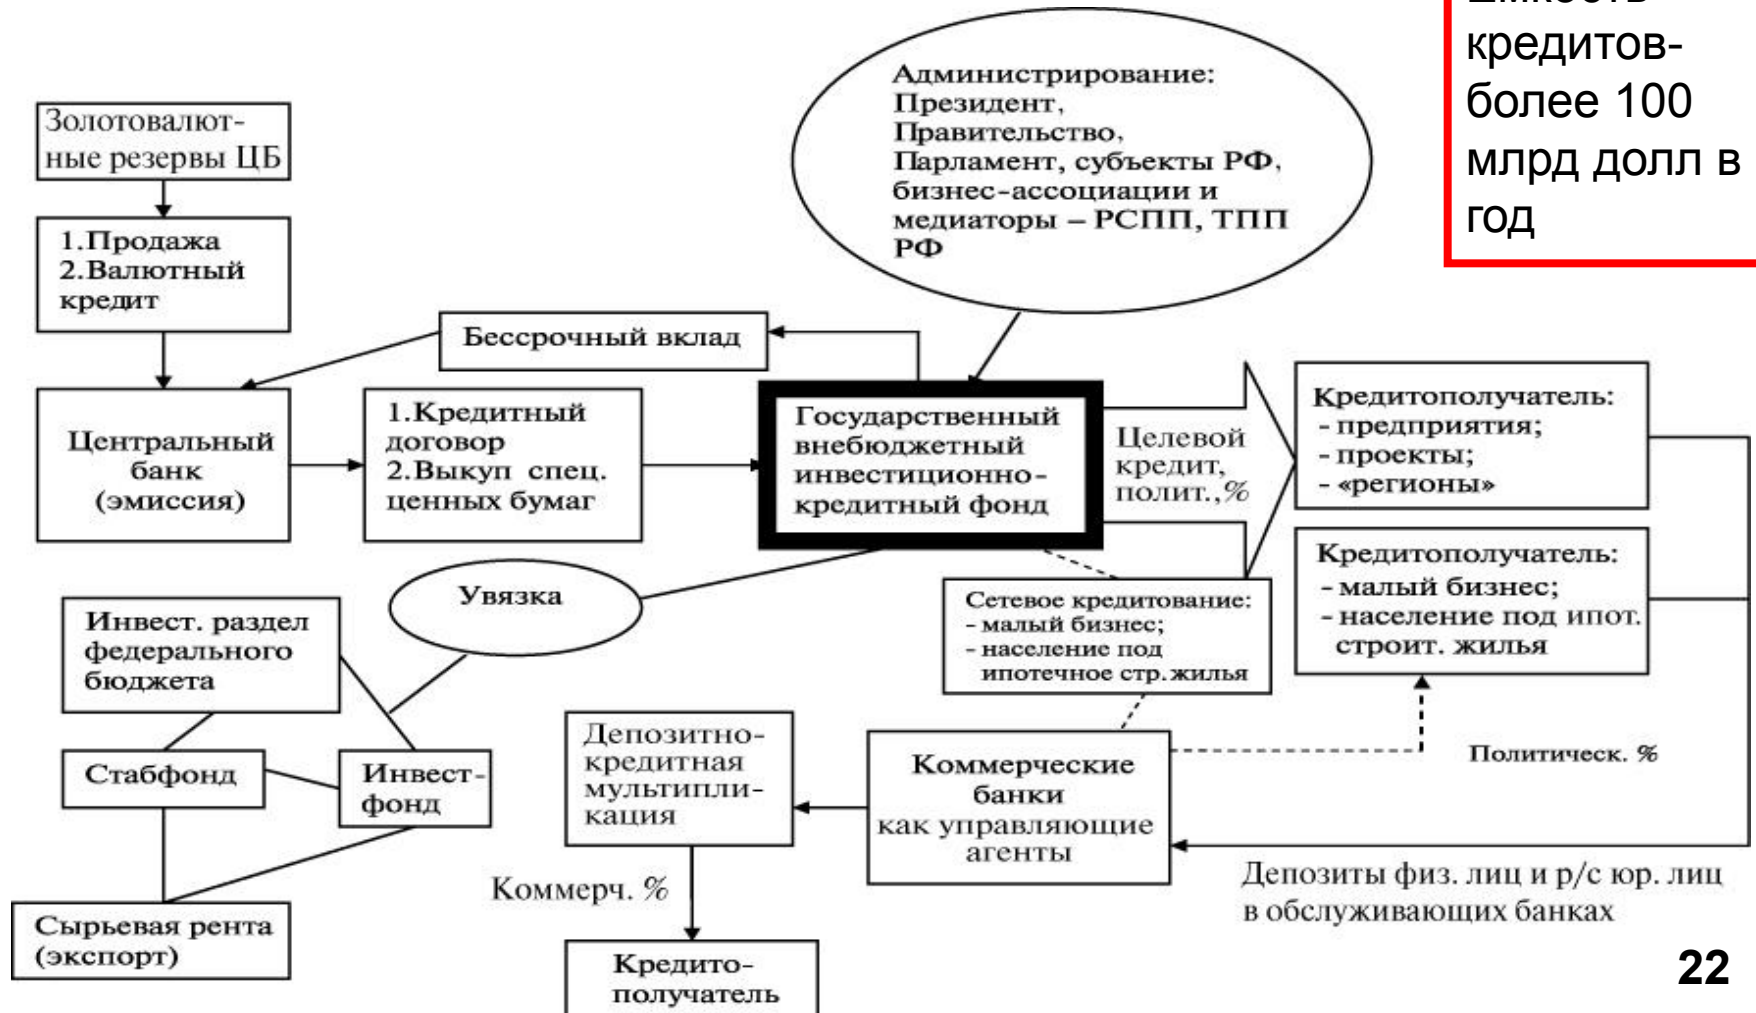 кредитов-
более 100
млрд долл в
год
Администрирование:
Президент,
Правительство,
Парламент, субъекты РФ,
бизнес-ассоциации и
медиаторы – РСПП, ТПП
РФ
Золотовалют-
ные резервы ЦБ
1.Продажа
2.Валютный
кредит
Бессрочный вклад
Центральный
банк
(эмиссия)
1.Кредитный
договор
2.Выкуп спец.
ценных бумаг
Государственный
внебюджетный
инвестиционно-
кредитный фонд
Целевой
кредит,
полит.,%
Кредитополучатель:
- предприятия;
- проекты;
- «регионы»
Кредитополучатель:
- малый бизнес;
- население под ипот.
строит. жилья
Увязка
Сетевое кредитование:
- малый бизнес;
- население под
ипотечное стр. жилья
Инвест. раздел
федерального
бюджета
Стабфонд
Инвест-
фонд
Сырьевая рента
(экспорт)
Депозитно-
кредитная
мультипли-
кация
Коммерческие
банки
как управляющие
агенты
Политическ. %
Коммерч. %
Депозиты физ. лиц и р/с юр. лиц
в обслуживающих банках
Кредито-
получатель
22